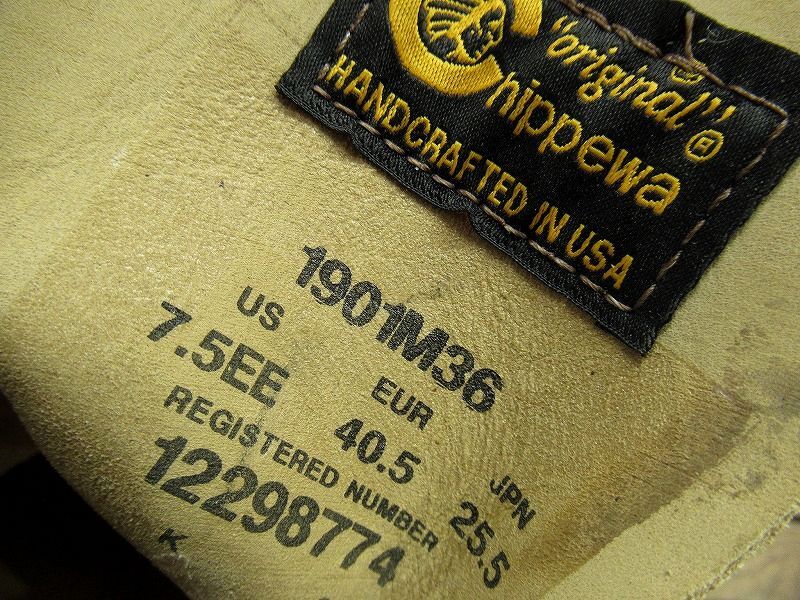 "original"
Chippewa ®
HANDCRAFTED IN USA
1901M36
US EUR JPN
7.5EE 40.5 25.5
REGISTERED NUMBER
12298774
K